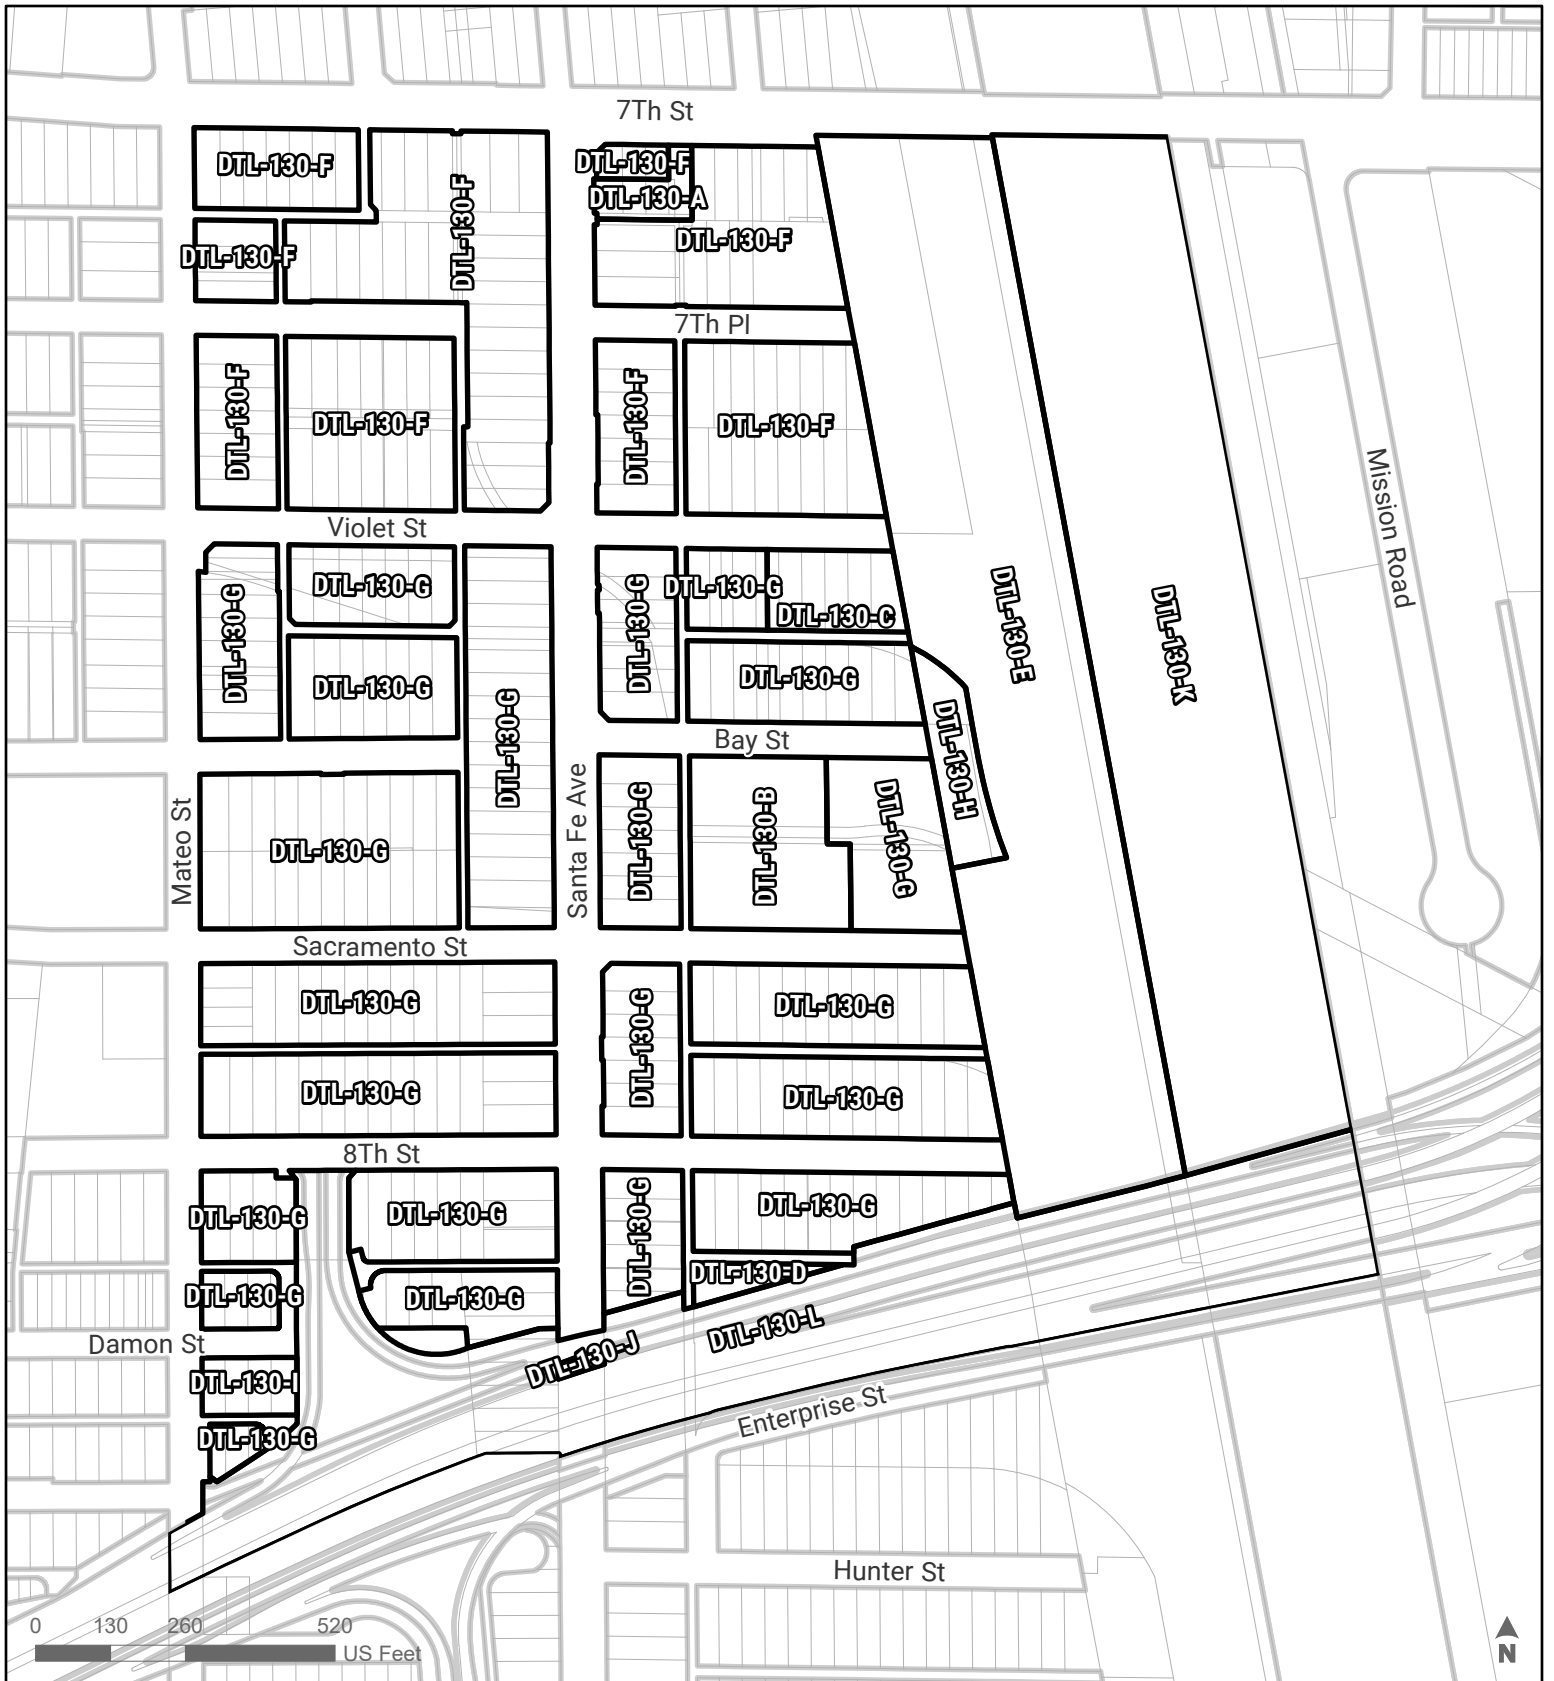 7Th St
DTL-130-F
DTL-130-F
DTL-130-F
DTL-130-A
DTL-130-F
DTL-130-F
DTL-130-F
7Th Pl
DTL-130-F
DTL-130-F
DTL-130-F
DTL-130-F
Mission Road
Violet St
DTL-130-G
DTL-130-G
DTL-130-G
DTL-130-G
DTL-130-G
DTL-130-C
DTL-130-E
DTL-130-K
DTL-130-G
DTL-130-G
DTL-130-G
Bay St
DTL-130-H
Mateo St
DTL-130-G
Santa Fe Ave
DTL-130-G
DTL-130-B
DTL-130-G
Sacramento St
DTL-130-G
DTL-130-G
DTL-130-G
DTL-130-G
DTL-130-G
8Th St
DTL-130-G
DTL-130-G
DTL-130-G
DTL-130-G
DTL-130-G
DTL-130-G
DTL-130-D
Damon St
DTL-130-J
DTL-130-L
DTL-130-I
Enterprise St
DTL-130-G
Hunter St
0 130 260 520
US Feet
N